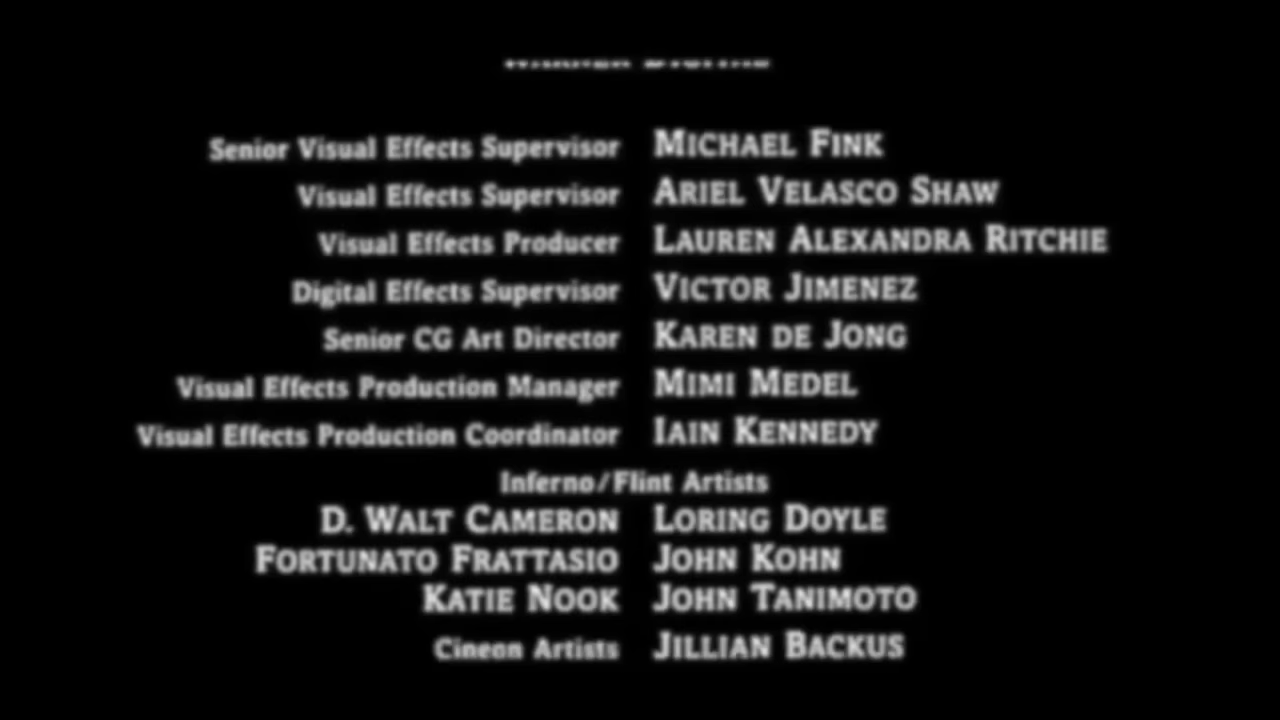 Senior Visual Effects Supervisor MICHAEL FINK
Visual Effects Supervisor ARIEL VELASCO SHAW
Visual Effects Producer LAUREN ALEXANDRA RITCHIE
Digital Effects Supervisor VICTOR JIMENEZ
Senior CG Art Director KAREN DE JONG
Visual Effects Production Manager MIMI MEDEL
Visual Effects Production Coordinator IAIN KENNEDY
Inferno/Flint Artists
D. WALT CAMERON LORING DOYLE
FORTUNATO FRATTASIO JOHN KOHN
KATIE NOOK JOHN TANIMOTO
Cineon Artists JILLIAN BACKUS